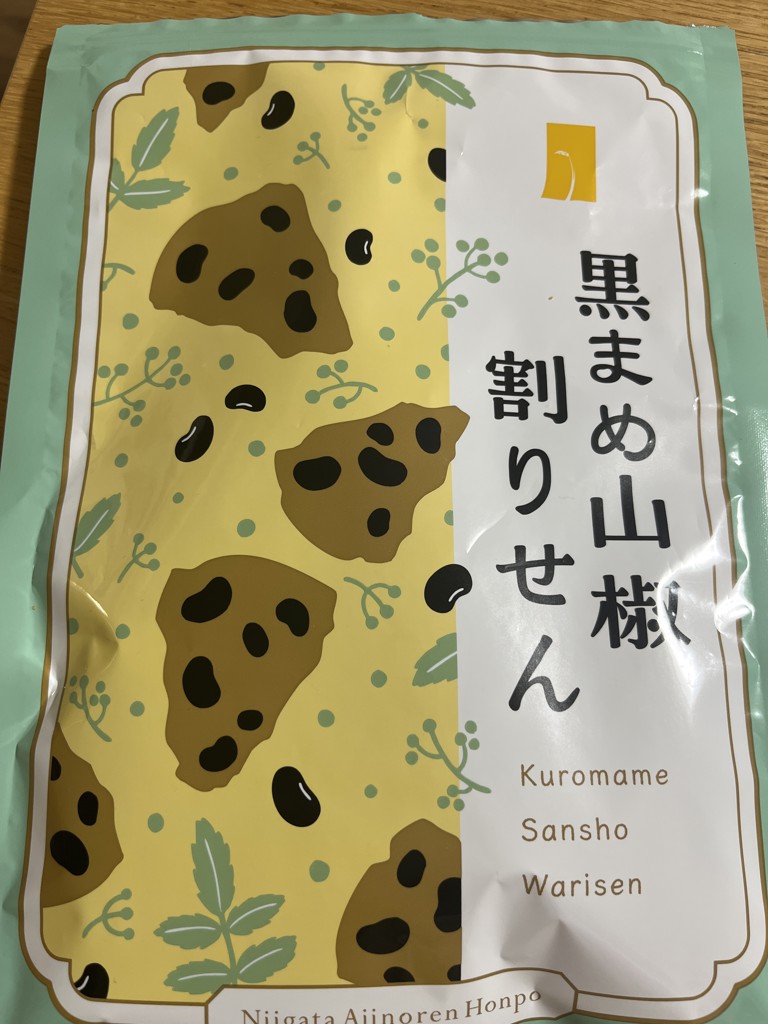 黒まめ山椒
割りせん
Kuromame
Sansho
Warisen
Niigata Ajinoren Honpo